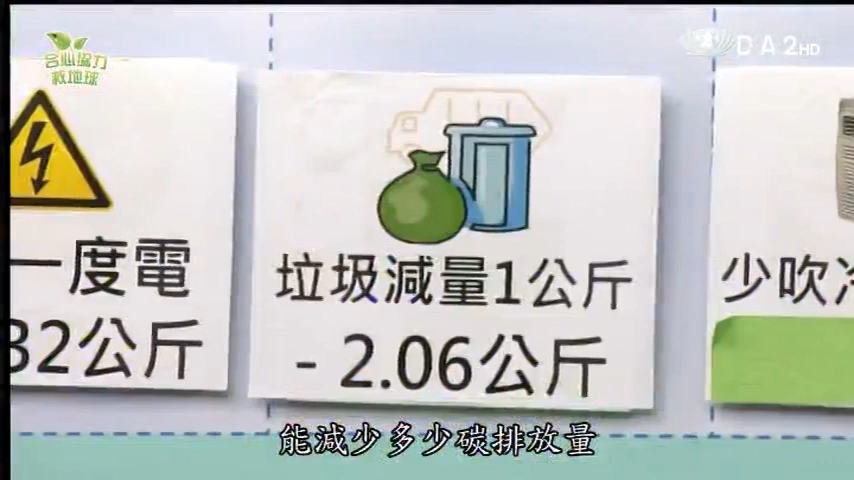 合心協力
救地球
DA2HD
一度電
32公斤
垃圾減量1公斤
- 2.06公斤
少吹冷
能減少多少碳排放量